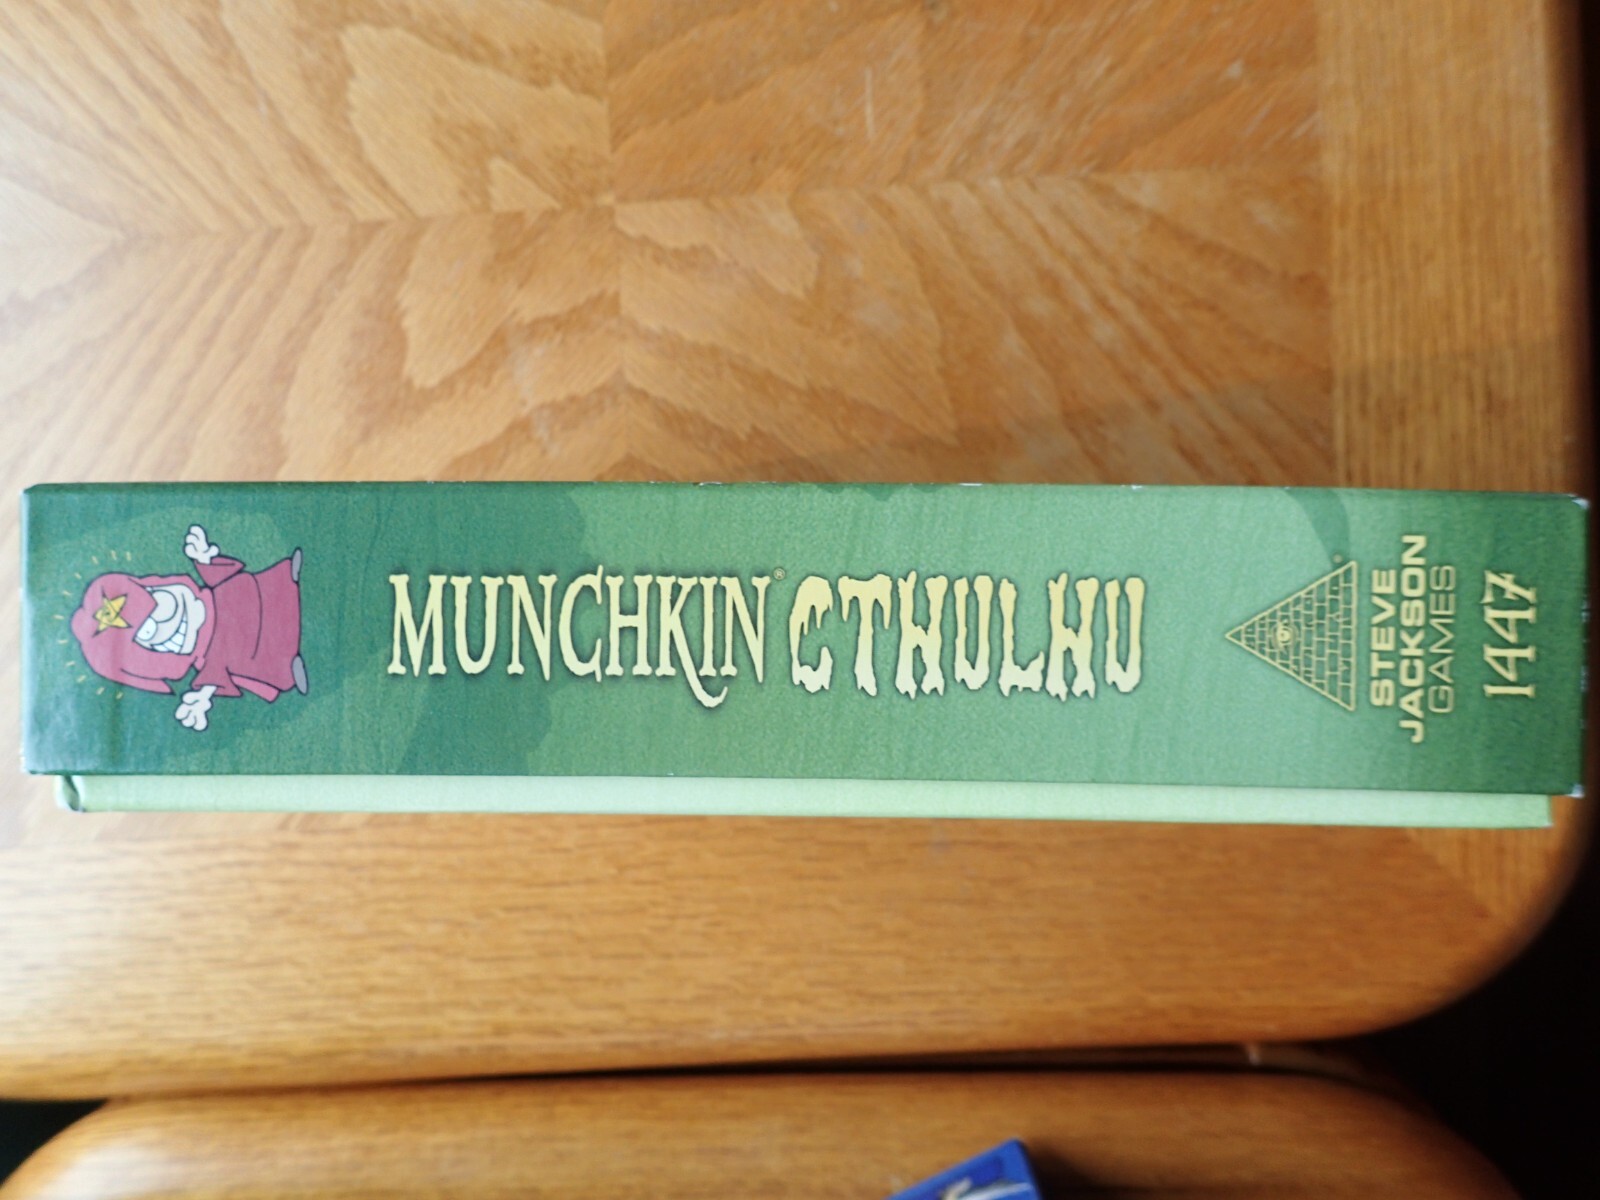 MUNCHKIN® CTHULHU
STEVE
JACKSON
GAMES
1447